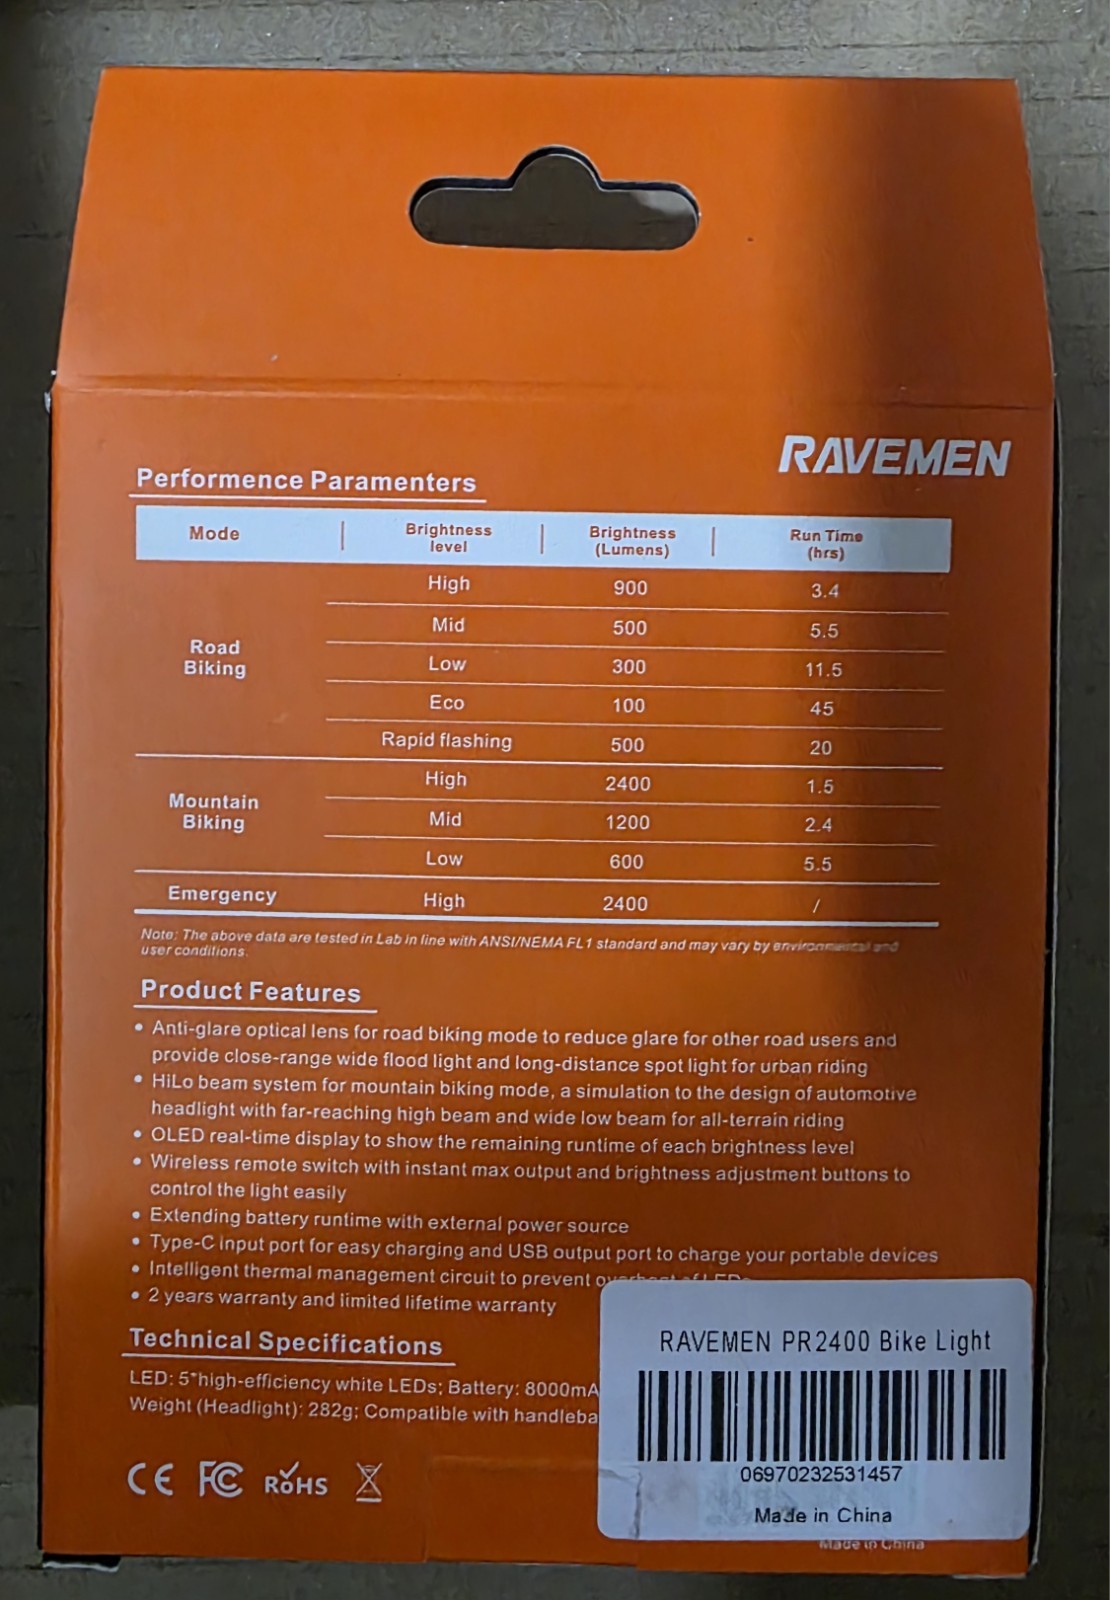 RAVEMEN
Performence Paramenters
Mode | Brightness level | Brightness (Lumens) | Run Time (hrs)
Road Biking
High 900 3.4
Mid 500 5.5
Low 300 11.5
Eco 100 45
Rapid flashing 500 20
Mountain Biking
High 2400 1.5
Mid 1200 2.4
Low 600 5.5
Emergency High 2400 /
Note: The above data are tested in Lab in line with ANSI/NEMA FL1 standard and may vary by environmental and
user conditions.
Product Features
• Anti-glare optical lens for road biking mode to reduce glare for other road users and
provide close-range wide flood light and long-distance spot light for urban riding
• HiLo beam system for mountain biking mode, a simulation to the design of automotive
headlight with far-reaching high beam and wide low beam for all-terrain riding
• OLED real-time display to show the remaining runtime of each brightness level
• Wireless remote switch with instant max output and brightness adjustment buttons to
control the light easily
• Extending battery runtime with external power source
• Type-C input port for easy charging and USB output port to charge your portable devices
• Intelligent thermal management circuit to prevent overheat of LEDs
• 2 years warranty and limited lifetime warranty
Technical Specifications
LED: 5*high-efficiency white LEDs; Battery: 8000mA
Weight (Headlight): 282g; Compatible with handleba
CE FC RoHS
RAVEMEN PR2400 Bike Light
06970232531457
Made in China
Made in China